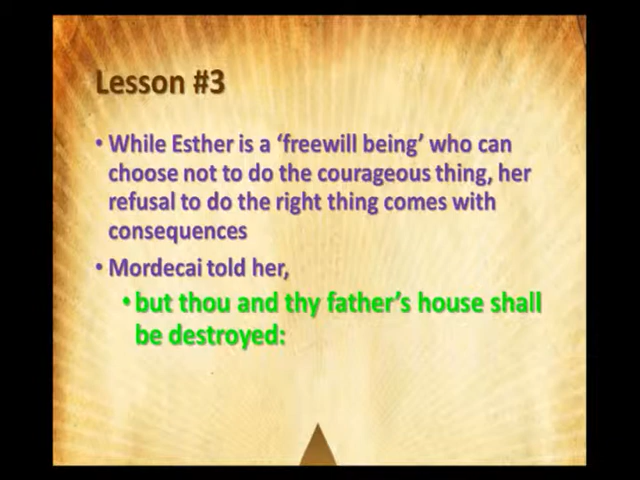 Lesson #3
• While Esther is a ‘freewill being’ who can
choose not to do the courageous thing, her
refusal to do the right thing comes with
consequences
• Mordecai told her,
• but thou and thy father’s house shall
be destroyed: